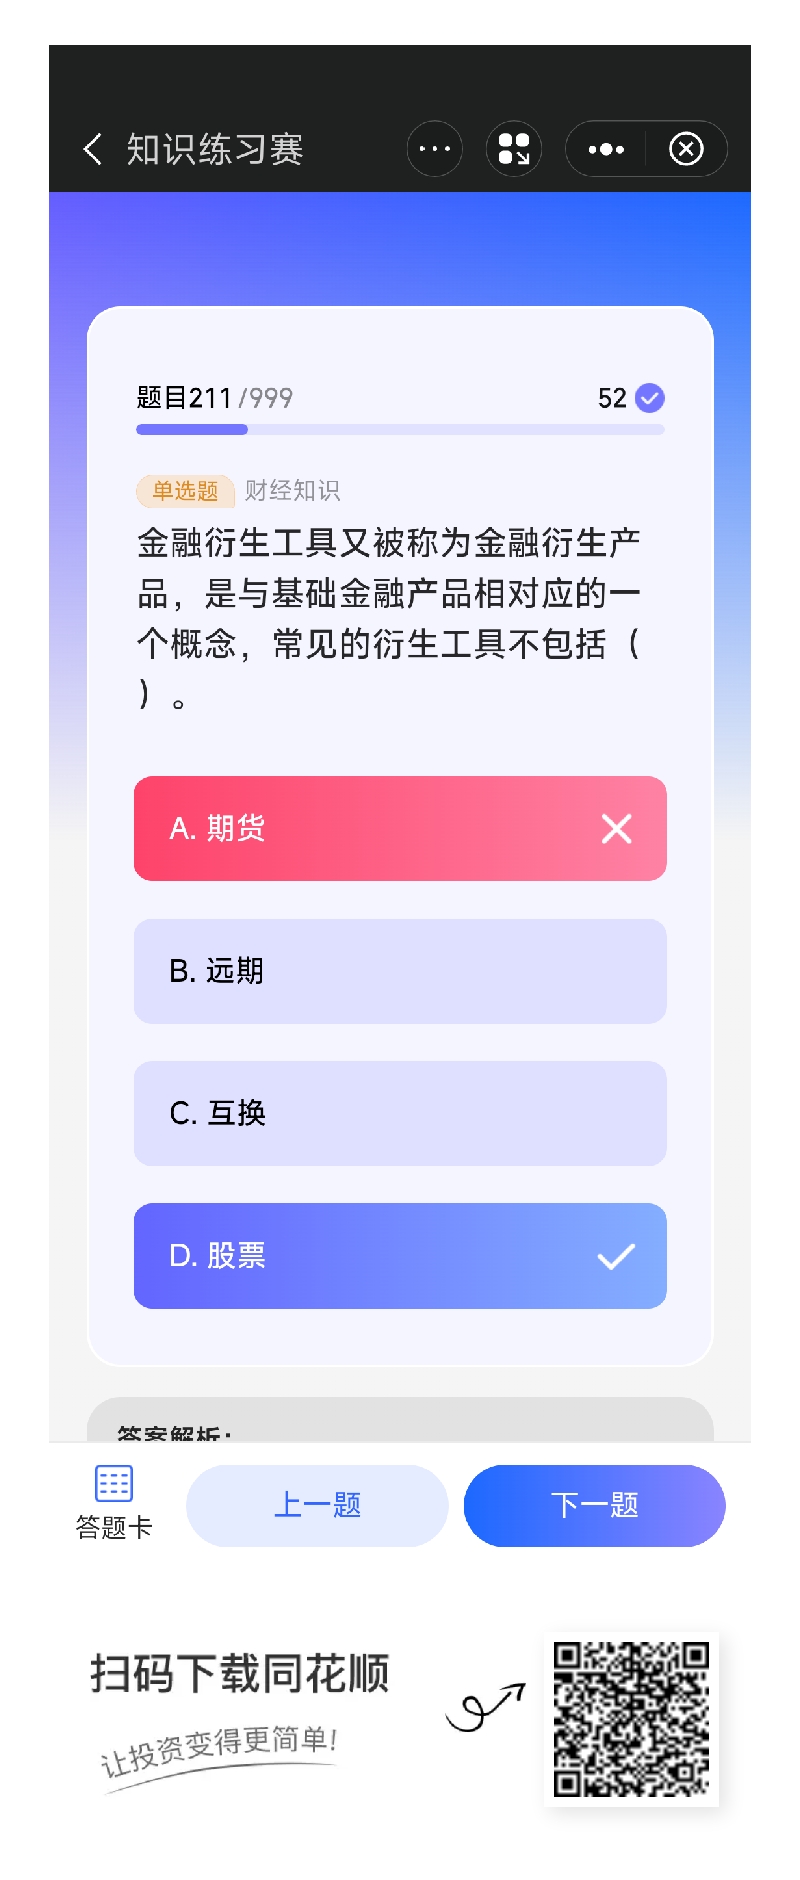 知识练习赛
题目211/999
52
单选题 财经知识
金融衍生工具又被称为金融衍生产
品，是与基础金融产品相对应的一
个概念，常见的衍生工具不包括（
）。
A. 期货
B. 远期
C. 互换
D. 股票
答案解析：
答题卡
上一题
下一题
扫码下载同花顺
让投资变得更简单!